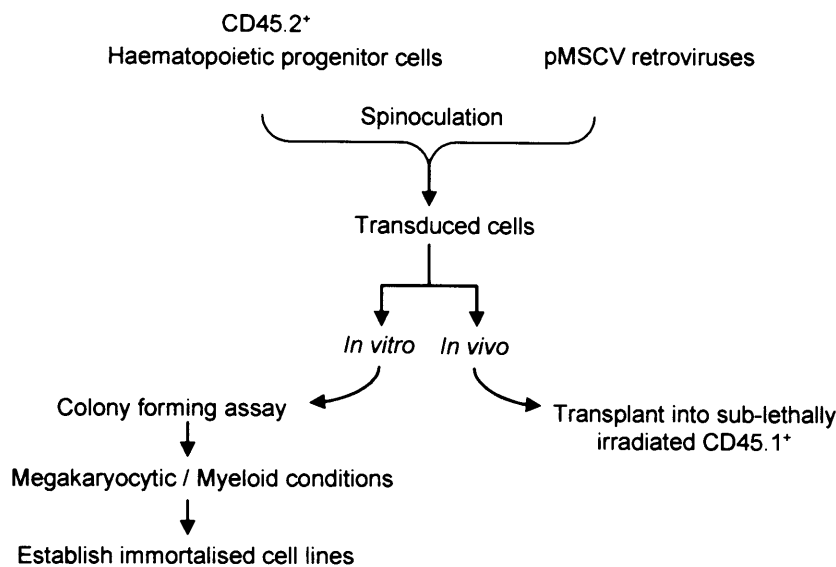 CD45.2⁺
Haematopoietic progenitor cells
pMSCV retroviruses
Spinoculation
Transduced cells
In vitro
In vivo
Colony forming assay
Transplant into sub-lethally
irradiated CD45.1⁺
Megakaryocytic / Myeloid conditions
Establish immortalised cell lines